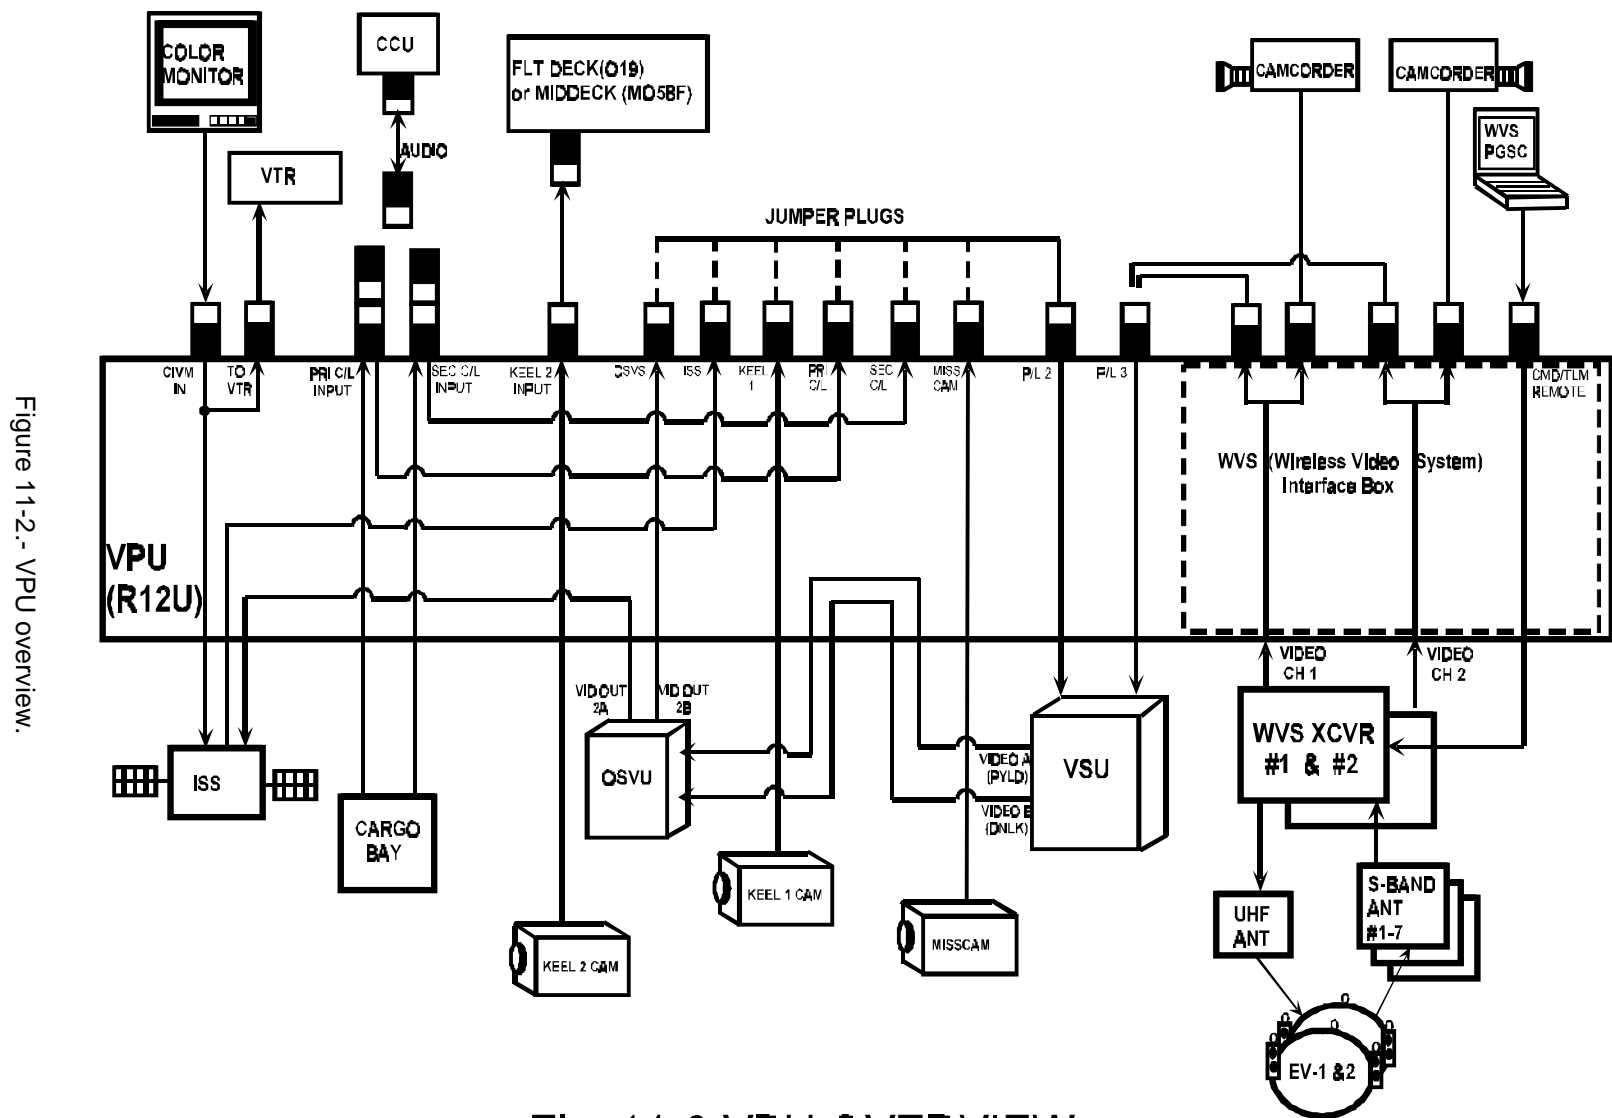 COLOR
MONITOR
CCU
AUDIO
VTR
FLT DECK(O19)
or MIDDECK (MO5BF)
JUMPER PLUGS
CAMCORDER
CAMCORDER
WVS
PGSC
CIVM
IN
TO
VTR
PRI C/L
INPUT
SEC C/L
INPUT
KEEL 2
INPUT
OSVS
ISS
KEEL
1
PRI
C/L
SEC
C/L
MISS
CAM
P/L 2
P/L 3
CMD/TLM
REMOTE
WVS (Wireless Video System)
Interface Box
VPU
(R12U)
VID OUT
2A
VID OUT
2B
VIDEO
CH 1
VIDEO
CH 2
ISS
CARGO
BAY
OSVU
VIDEO A
(PYLD)
VIDEO B
(DNLK)
VSU
WVS XCVR
#1 & #2
KEEL 1 CAM
KEEL 2 CAM
MISSCAM
UHF
ANT
S-BAND
ANT
#1-7
EV-1 &2
Figure 11-2.- VPU overview.